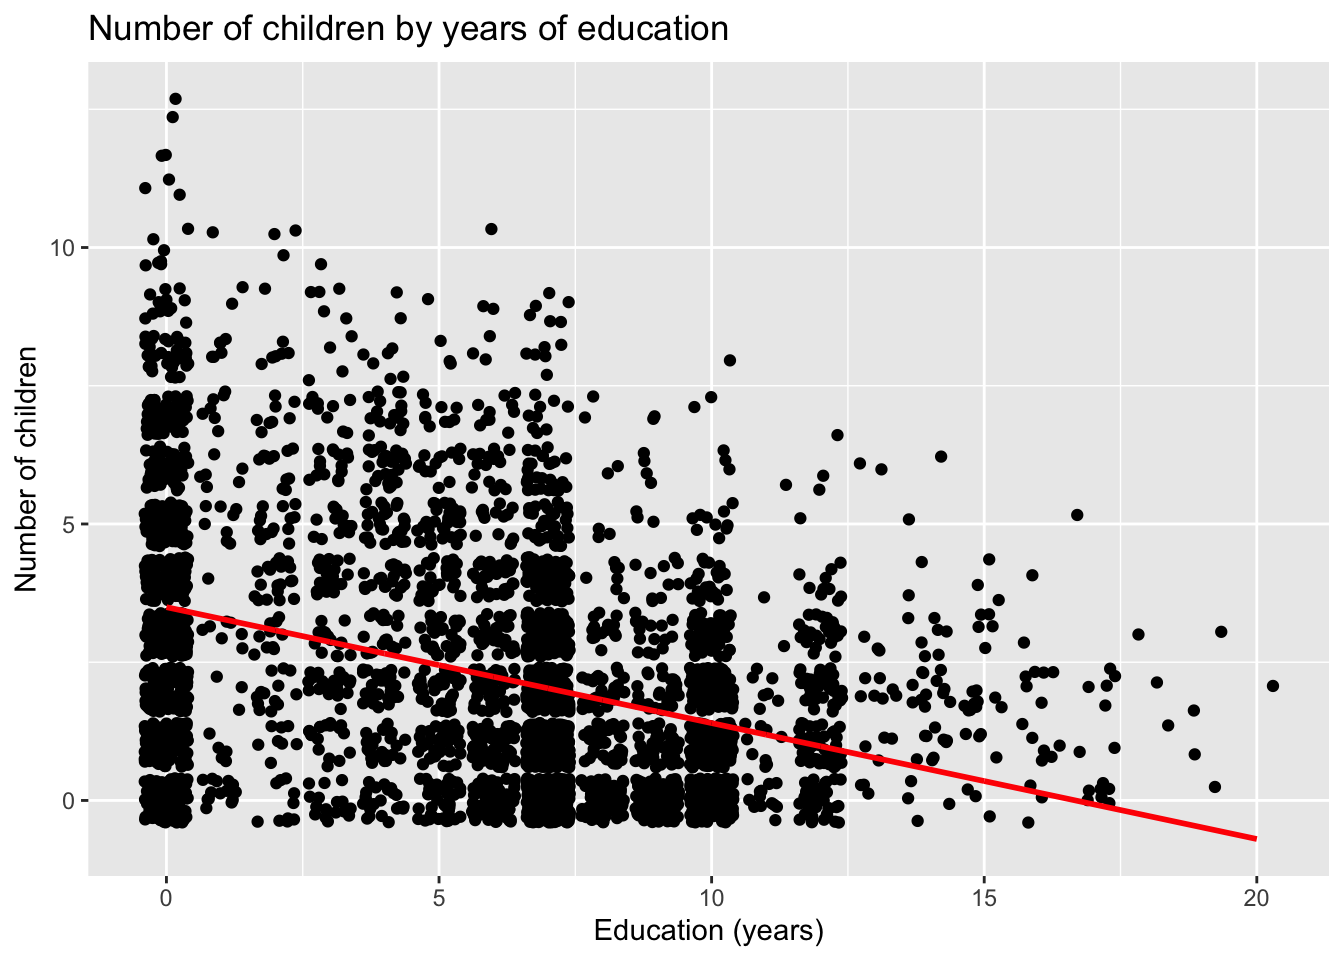 Number of children by years of education
10
5
0
Number of children
0 5 10 15 20
Education (years)